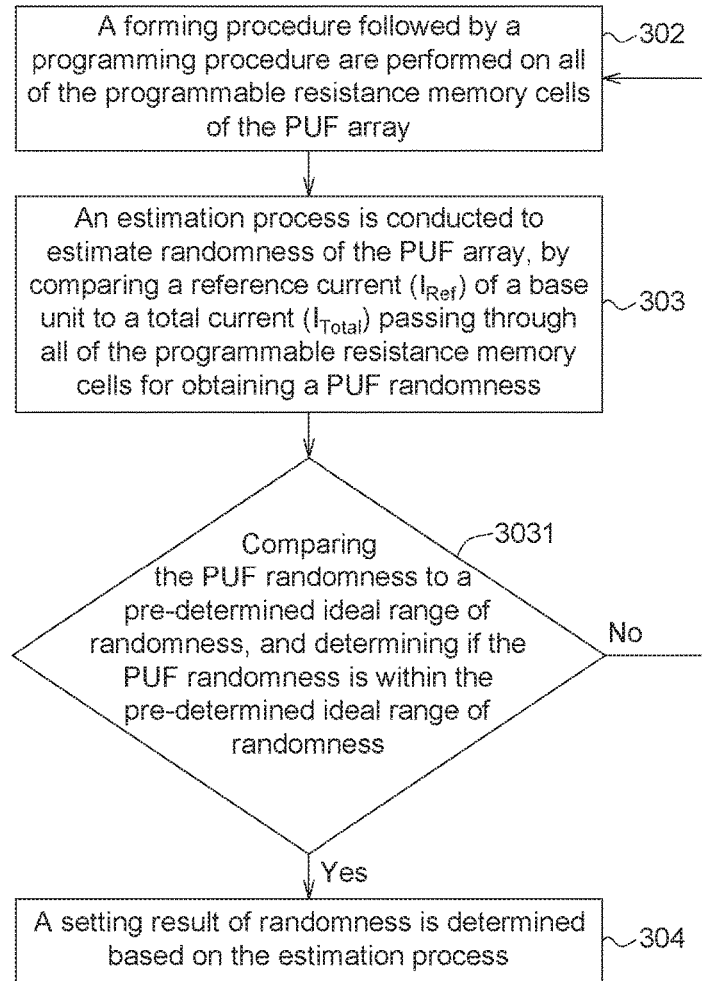 A forming procedure followed by a
programming procedure are performed on all
of the programmable resistance memory cells
of the PUF array
302
An estimation process is conducted to
estimate randomness of the PUF array, by
comparing a reference current (I_Ref) of a base
unit to a total current (I_Total) passing through
all of the programmable resistance memory
cells for obtaining a PUF randomness
303
3031
Comparing
the PUF randomness to a
pre-determined ideal range of
randomness, and determining if the
PUF randomness is within the
pre-determined ideal range of
randomness
No
Yes
A setting result of randomness is determined
based on the estimation process
304